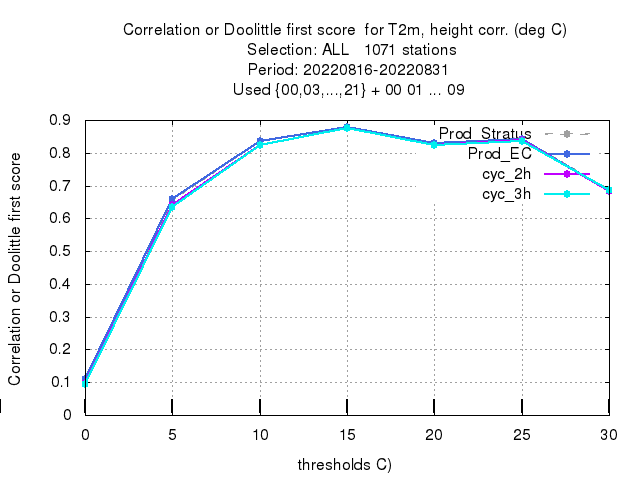 Correlation or Doolittle first score  for T2m, height corr. (deg C)
Selection: ALL   1071 stations
Period: 20220816-20220831
Used {00,03,...,21} + 00 01 ... 09
Correlation or Doolittle first score
0.9
0.8
0.7
0.6
0.5
0.4
0.3
0.2
0.1
0
Prod_Stratus
Prod_EC
cyc_2h
cyc_3h
0 5 10 15 20 25 30
thresholds C)